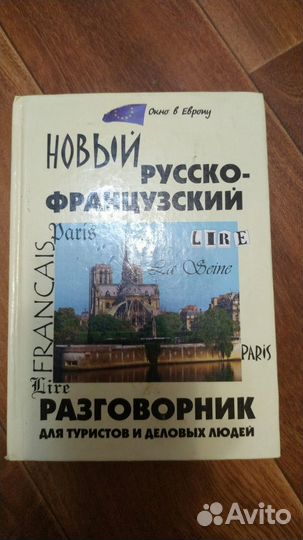 Окно в Европу
НОВЫЙ
РУССКО-
ФРАНЦУЗСКИЙ
Paris
LIRE
La Seine
FRANCAIS
PARIS
Lire
РАЗГОВОРНИК
ДЛЯ ТУРИСТОВ И ДЕЛОВЫХ ЛЮДЕЙ
Avito